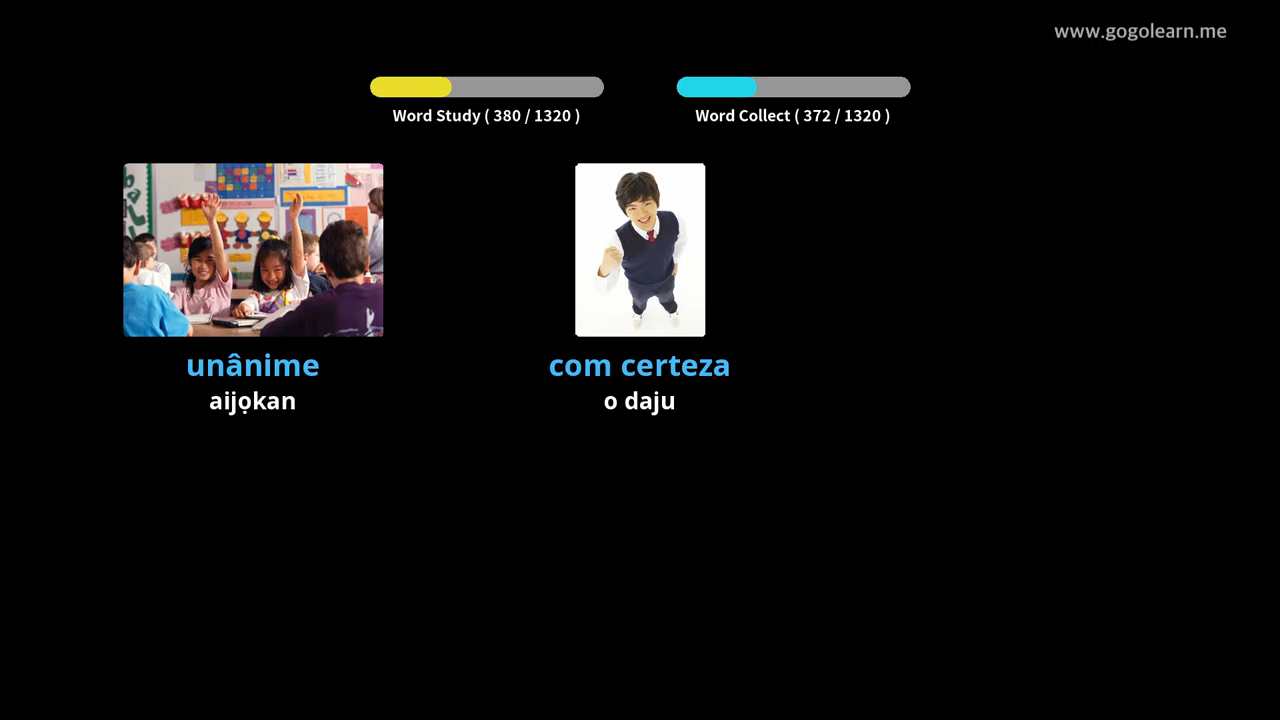 www.gogolearn.me
Word Study ( 380 / 1320 )
Word Collect ( 372 / 1320 )
unânime
com certeza
aijọkan
o daju